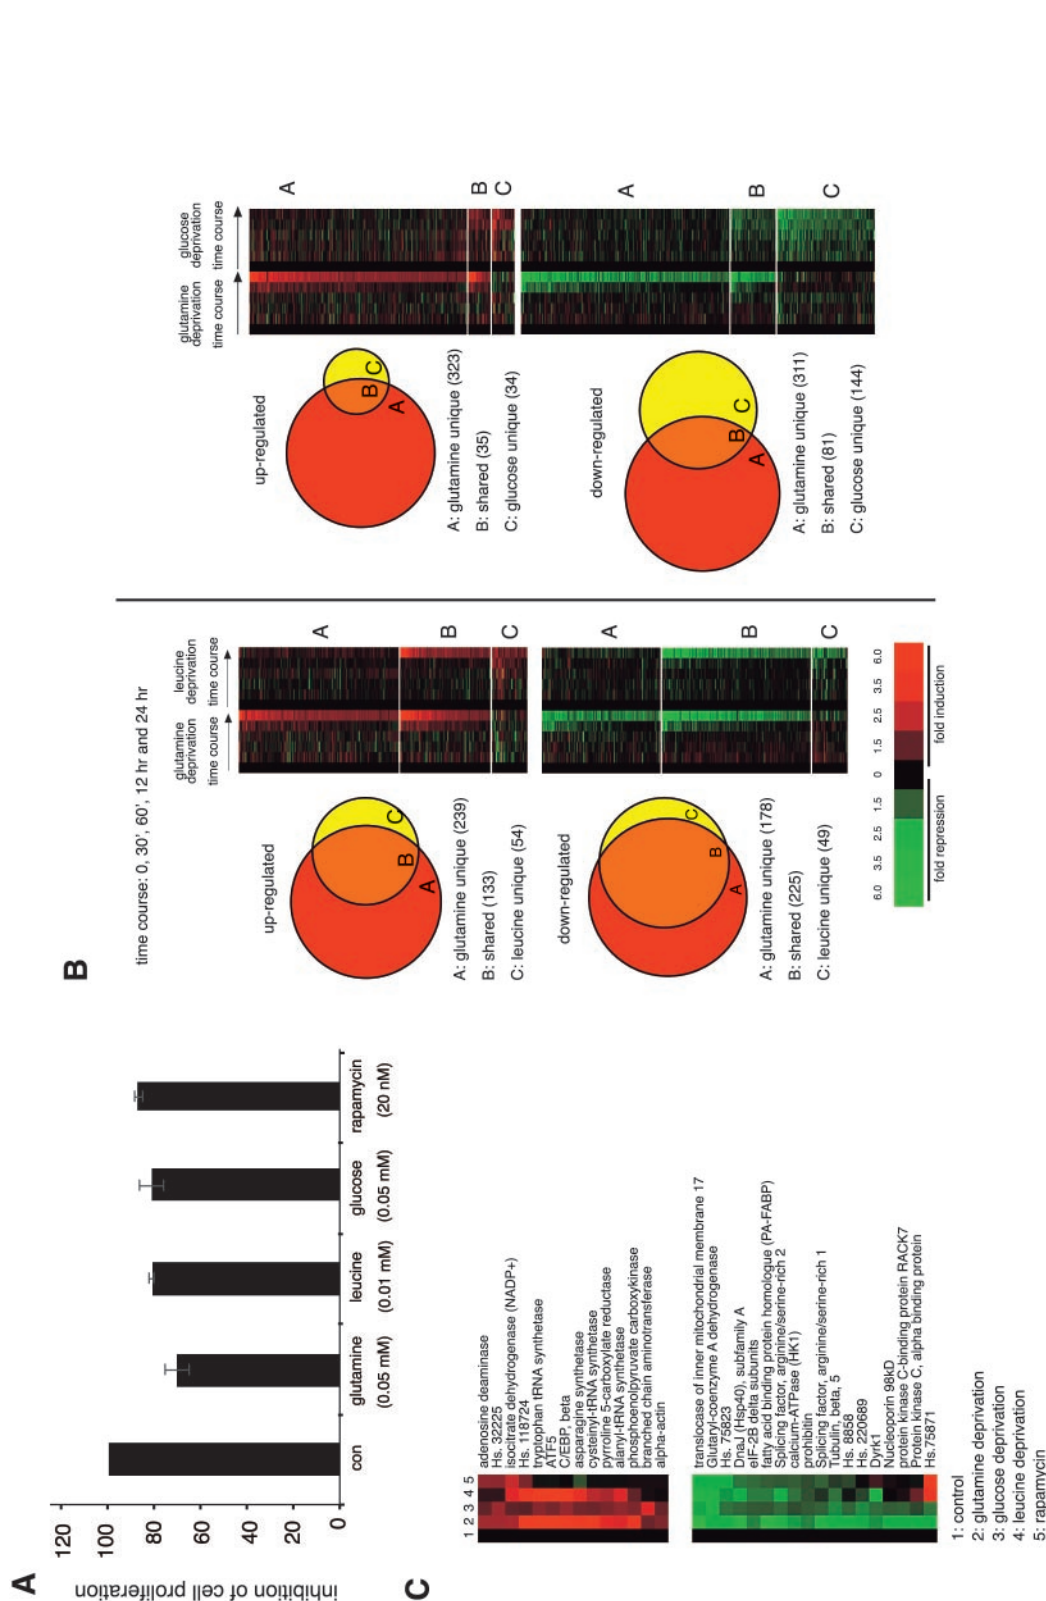 A
inhibition of cell proliferation
120
100
80
60
40
20
0
con
glutamine
(0.05 mM)
leucine
(0.01 mM)
glucose
(0.05 mM)
rapamycin
(20 nM)
B
time course: 0, 30', 60', 12 hr and 24 hr
up-regulated
A
B
C
A: glutamine unique (239)
B: shared (133)
C: leucine unique (54)
glutamine
deprivation
time course
leucine
deprivation
time course
A
B
C
down-regulated
A
B
C
A: glutamine unique (178)
B: shared (225)
C: leucine unique (49)
A
B
C
6.0 3.5 2.5 1.5 0 1.5 2.5 3.5 6.0
fold repression
fold induction
up-regulated
A
B
C
A: glutamine unique (323)
B: shared (35)
C: glucose unique (34)
glutamine
deprivation
time course
glucose
deprivation
time course
A
B
C
down-regulated
A
B
C
A: glutamine unique (311)
B: shared (81)
C: glucose unique (144)
A
B
C
C
1 2 3 4 5
adenosine deaminase
Hs. 32225
isocitrate dehydrogenase (NADP+)
Hs. 118724
tryptophan tRNA synthetase
ATF5
C/EBP, beta
asparagine synthetase
cysteinyl-tRNA synthetase
pyrroline 5-carboxylate reductase
alanyl-tRNA synthetase
phosphoenolpyruvate carboxykinase
branched chain aminotransferase
alpha-actin
translocase of inner mitochondrial membrane 17
Glutaryl-coenzyme A dehydrogenase
Hs. 75823
DnaJ (Hsp40), subfamily A
eIF-2B delta subunits
fatty acid binding protein homologue (PA-FABP)
Splicing factor, arginine/serine-rich 2
calcium-ATPase (HK1)
prohibitin
Splicing factor, arginine/serine-rich 1
Tubulin, beta, 5
Hs. 8858
Hs. 220689
Dyrk1
Nucleoporin 98kD
protein kinase C-binding protein RACK7
Protein kinase C, alpha binding protein
Hs.75871
1: control
2: glutamine deprivation
3: glucose deprivation
4: leucine deprivation
5: rapamycin